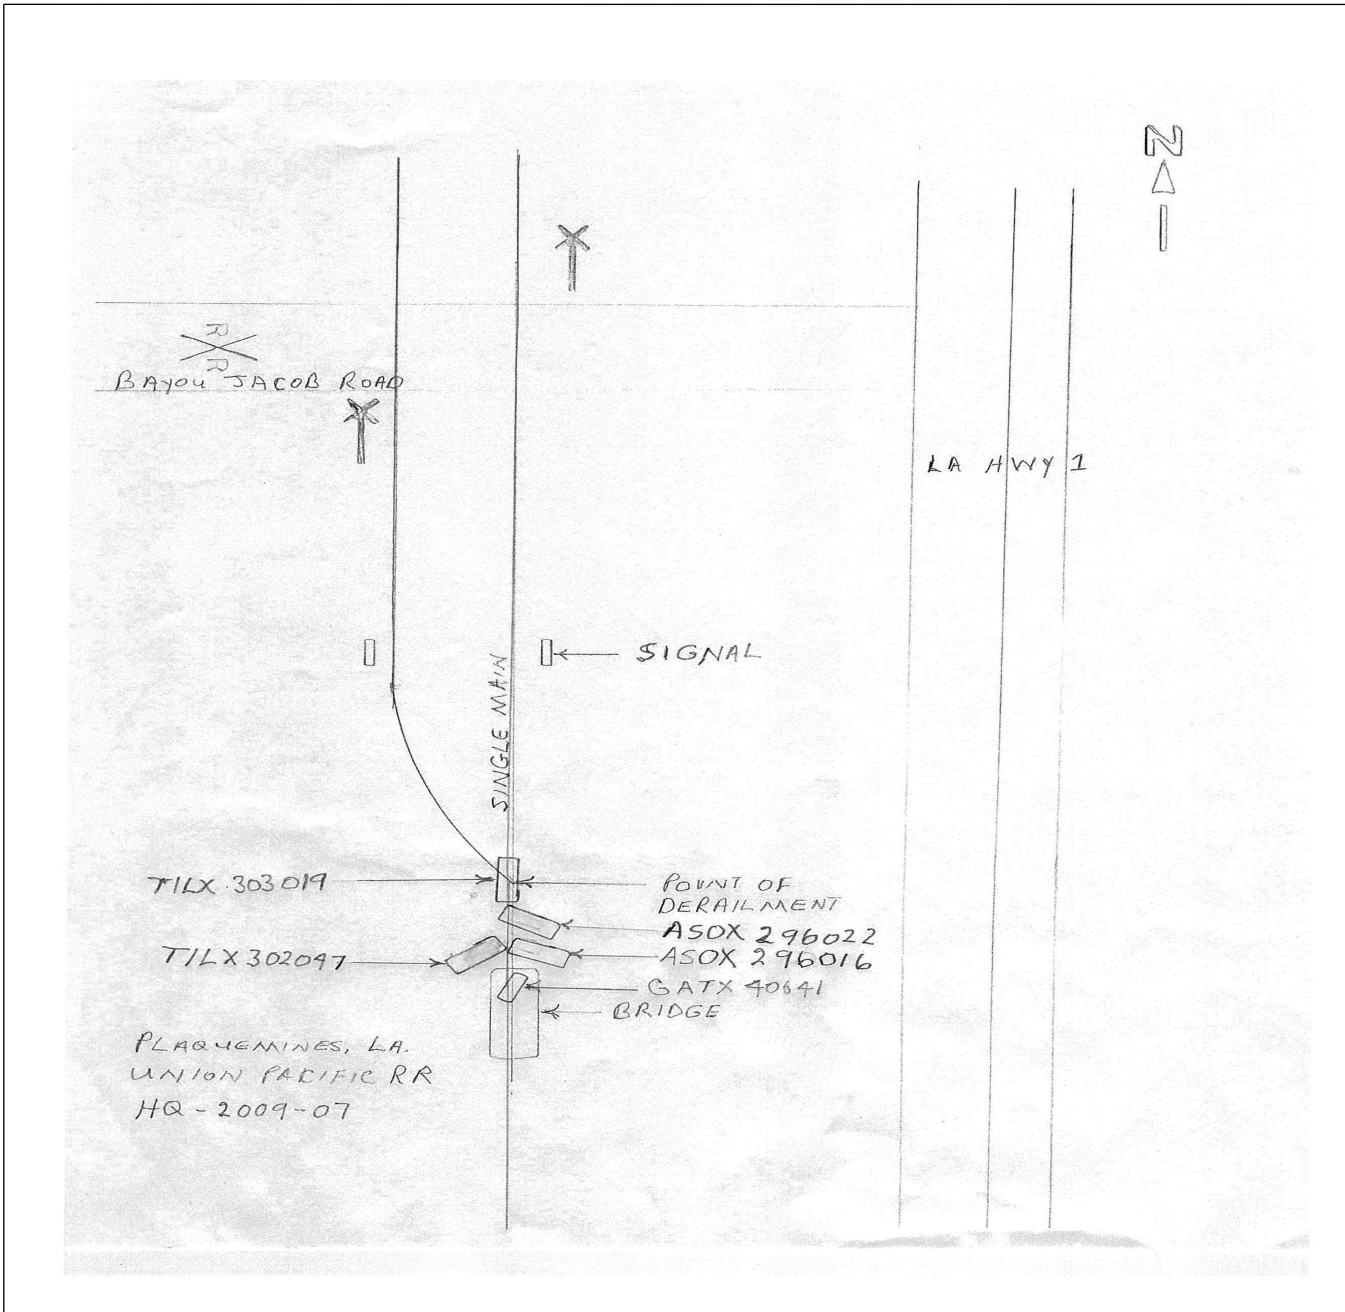 N
R
R
BAYOU JACOB ROAD
LA HWY 1
SIGNAL
SINGLE MAIN
TILX 303019
POINT OF
DERAILMENT
ASOX 296022
TILX 302047
ASOX 296016
GATX 40641
BRIDGE
PLAQUEMINES, LA.
UNION PACIFIC RR
HQ - 2009-07